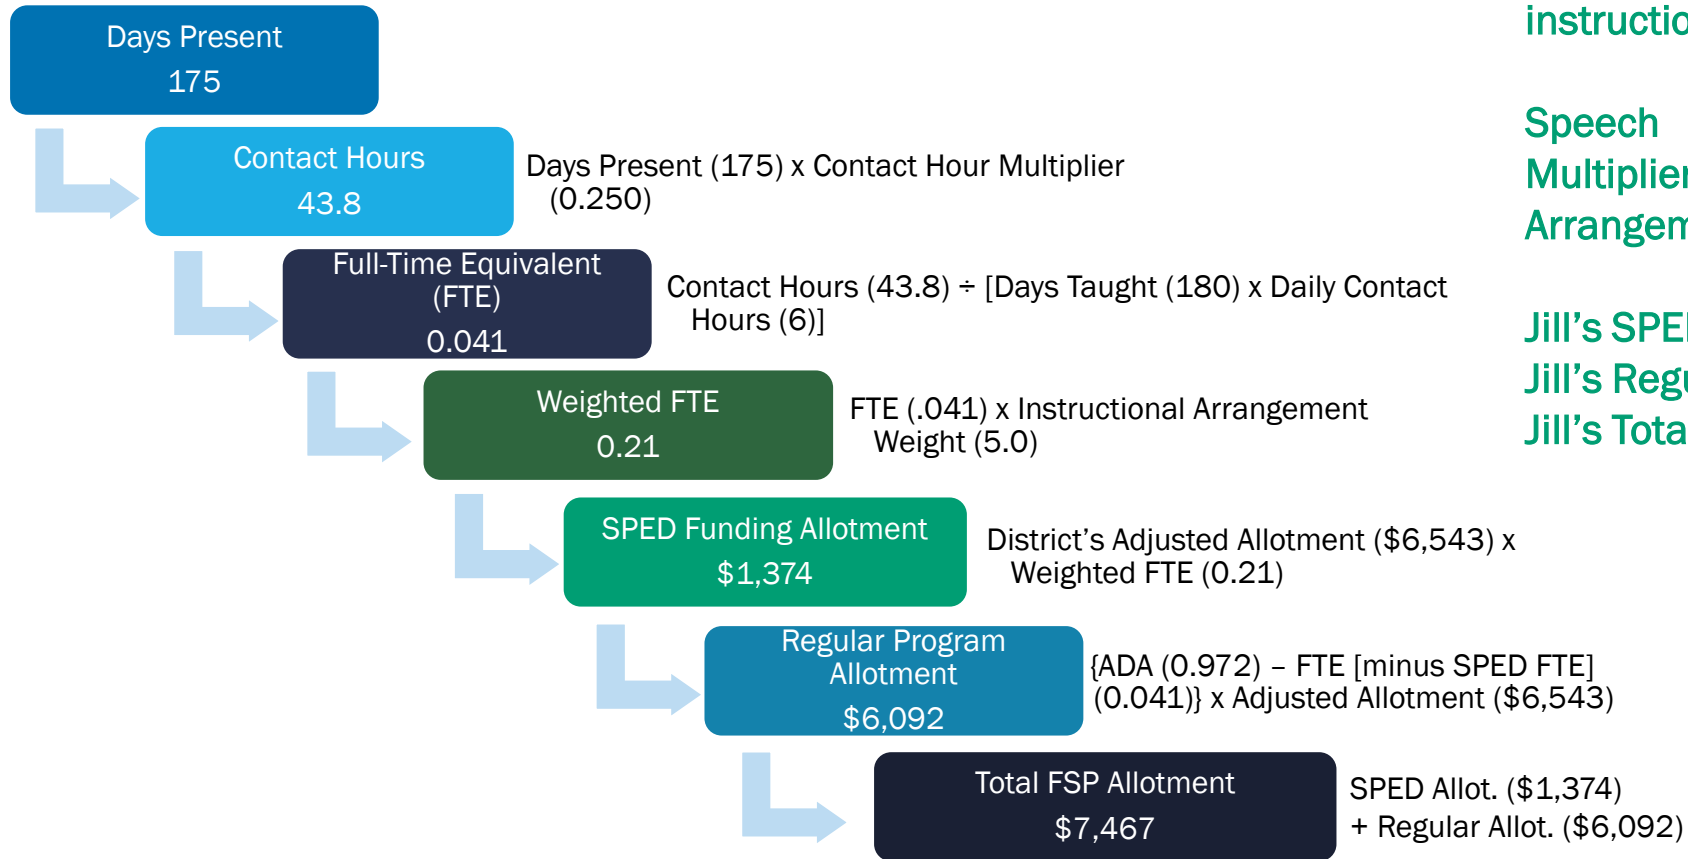 Days Present
175
Contact Hours
43.8
Days Present (175) x Contact Hour Multiplier
(0.250)
Full-Time Equivalent
(FTE)
0.041
Contact Hours (43.8) ÷ [Days Taught (180) x Daily Contact
Hours (6)]
Weighted FTE
0.21
FTE (.041) x Instructional Arrangement
Weight (5.0)
SPED Funding Allotment
$1,374
District's Adjusted Allotment ($6,543) x
Weighted FTE (0.21)
Regular Program
Allotment
$6,092
{ADA (0.972) – FTE [minus SPED FTE]
(0.041)} x Adjusted Allotment ($6,543)
Total FSP Allotment
$7,467
SPED Allot. ($1,374)
+ Regular Allot. ($6,092)
Speech
Multiplier
Jill's
Jill's
Jill's